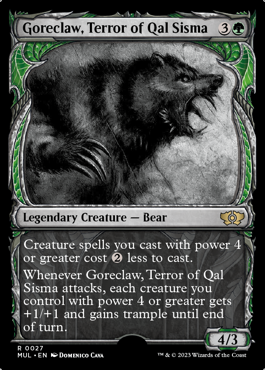 Goreclaw, Terror of Qal Sisma 3
Legendary Creature — Bear
Creature spells you cast with power 4
or greater cost 2 less to cast.
Whenever Goreclaw, Terror of Qal
Sisma attacks, each creature you
control with power 4 or greater gets
+1/+1 and gains trample until end
of turn.
4/3
R 0027
MUL • EN DOMENICO CAVA
™ & © 2023 Wizards of the Coast